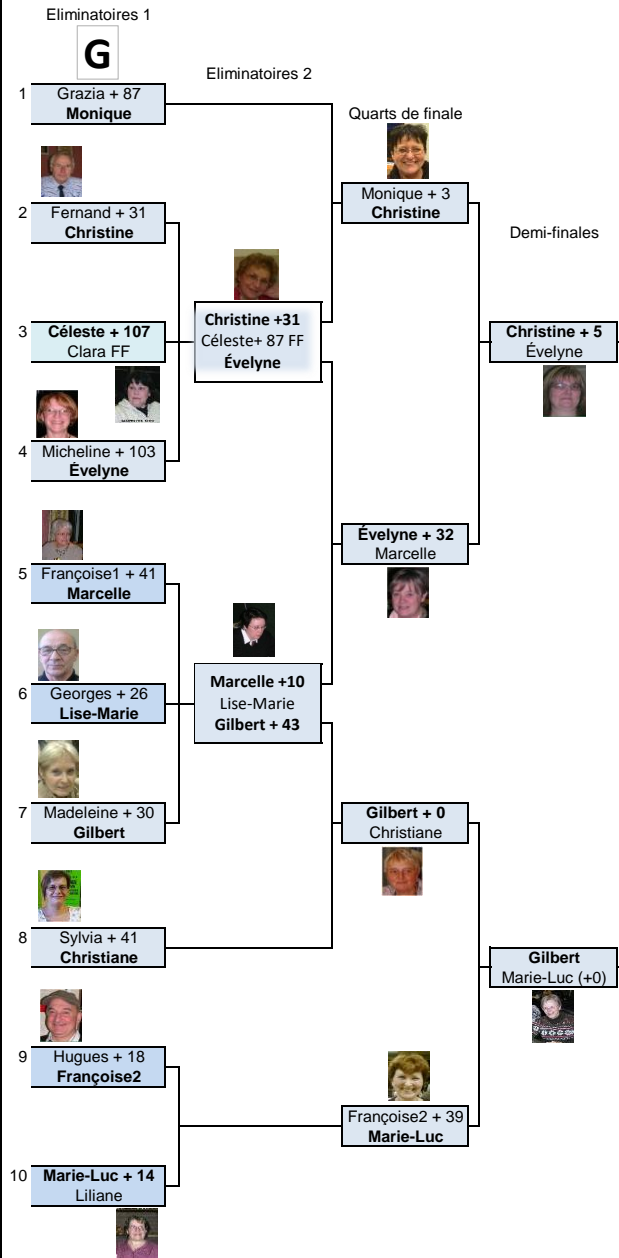 Eliminatoires 1
G
Eliminatoires 2
1
Grazia + 87
Monique
Quarts de finale
2
Fernand + 31
Christine
Monique + 3
Christine
Demi-finales
3
Céleste + 107
Clara FF
Christine +31
Céleste+ 87 FF
Évelyne
Christine + 5
Évelyne
4
Micheline + 103
Évelyne
5
Françoise1 + 41
Marcelle
Évelyne + 32
Marcelle
6
Georges + 26
Lise-Marie
Marcelle +10
Lise-Marie
Gilbert + 43
7
Madeleine + 30
Gilbert
Gilbert + 0
Christiane
8
Sylvia + 41
Christiane
Gilbert
Marie-Luc (+0)
9
Hugues + 18
Françoise2
Françoise2 + 39
Marie-Luc
10
Marie-Luc + 14
Liliane